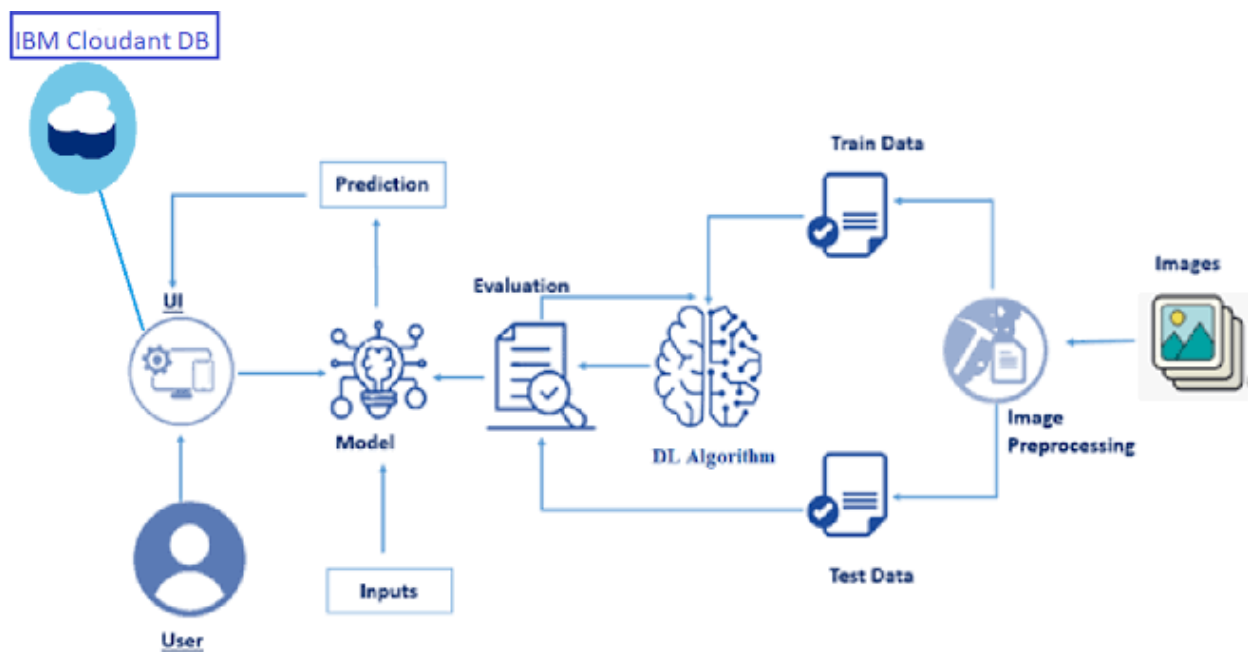 IBM Cloudant DB
Train Data
Prediction
Images
Evaluation
UI
Image
Preprocessing
Model
DL Algorithm
Test Data
Inputs
User